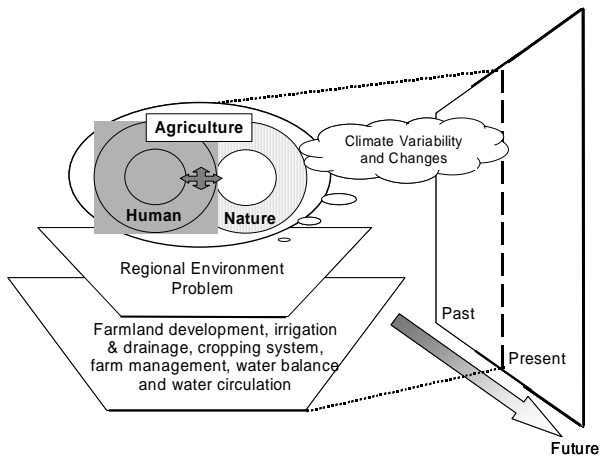 Agriculture
Climate Variability
and Changes
Human
Nature
Regional Environment
Problem
Farmland development, irrigation
& drainage, cropping system,
farm management, water balance
and water circulation
Past
Present
Future